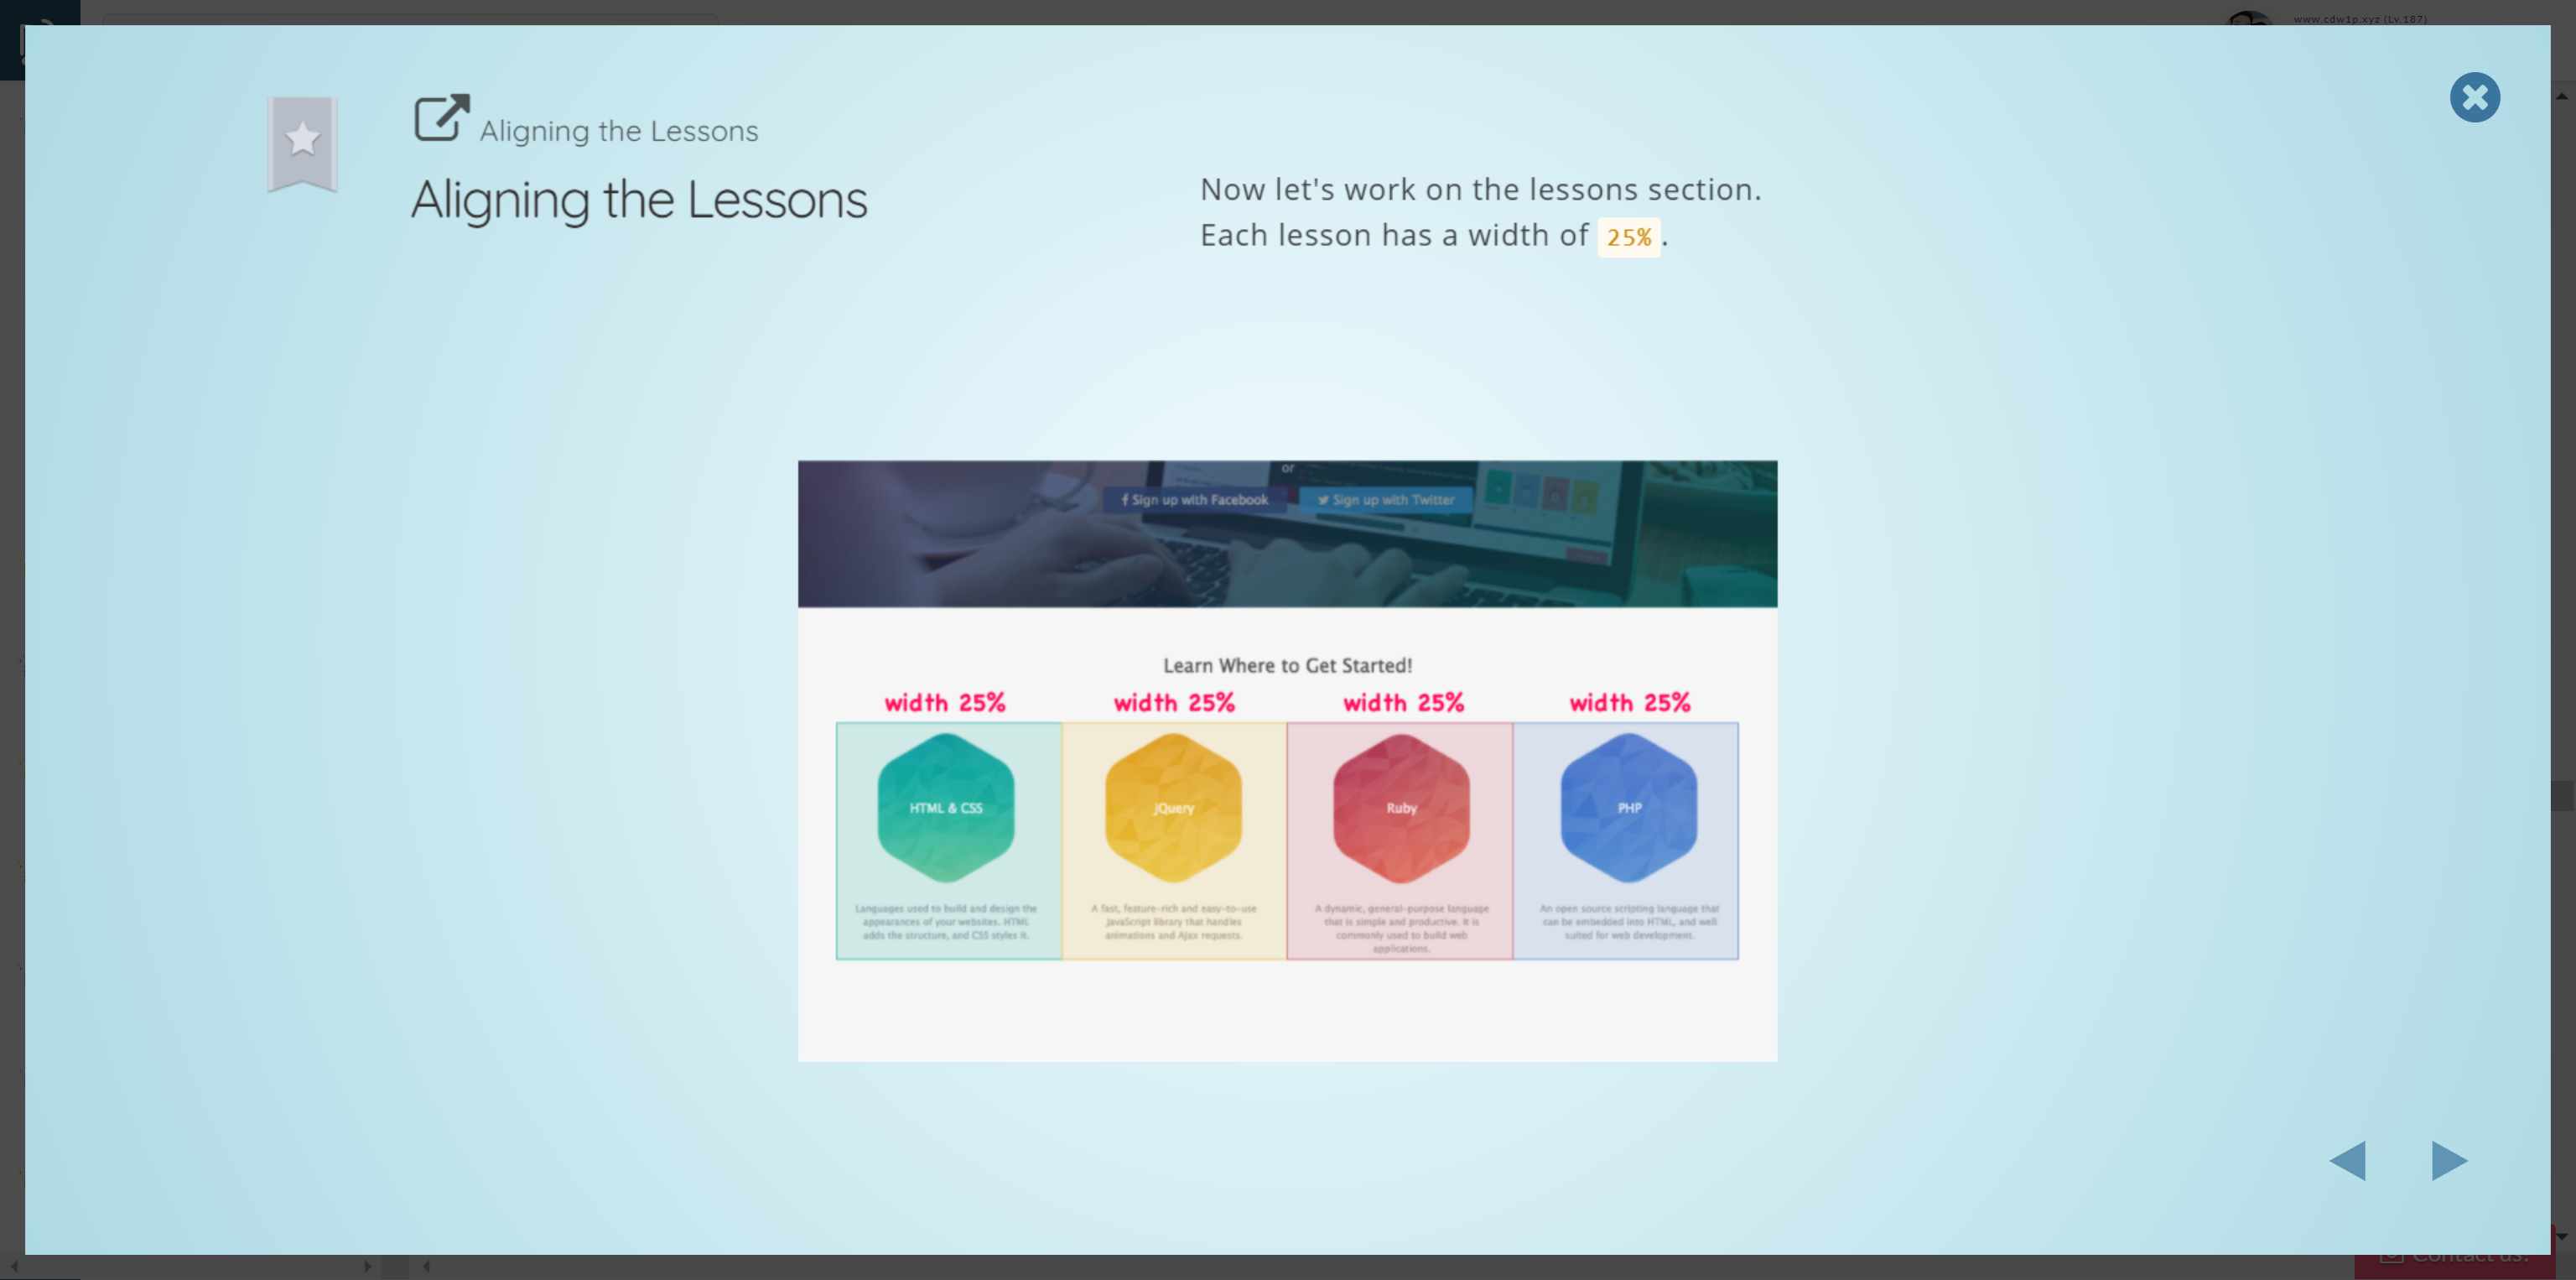 www.cdw1p.xyz (Lv.187)
Aligning the Lessons
Aligning the Lessons
Now let's work on the lessons section.
Each lesson has a width of 25%.
or
Sign up with Facebook
Sign up with Twitter
Learn Where to Get Started!
width 25%
width 25%
width 25%
width 25%
HTML & CSS
jQuery
Ruby
PHP
Languages used to build and design the
appearances of your websites. HTML
adds the structure, and CSS styles it.
A fast, feature-rich and easy-to-use
JavaScript library that handles
animations and Ajax requests.
A dynamic, general-purpose language
that is simple and productive. It is
commonly used to build web
applications.
An open source scripting language that
can be embedded into HTML, and well
suited for web development.
Contact us!